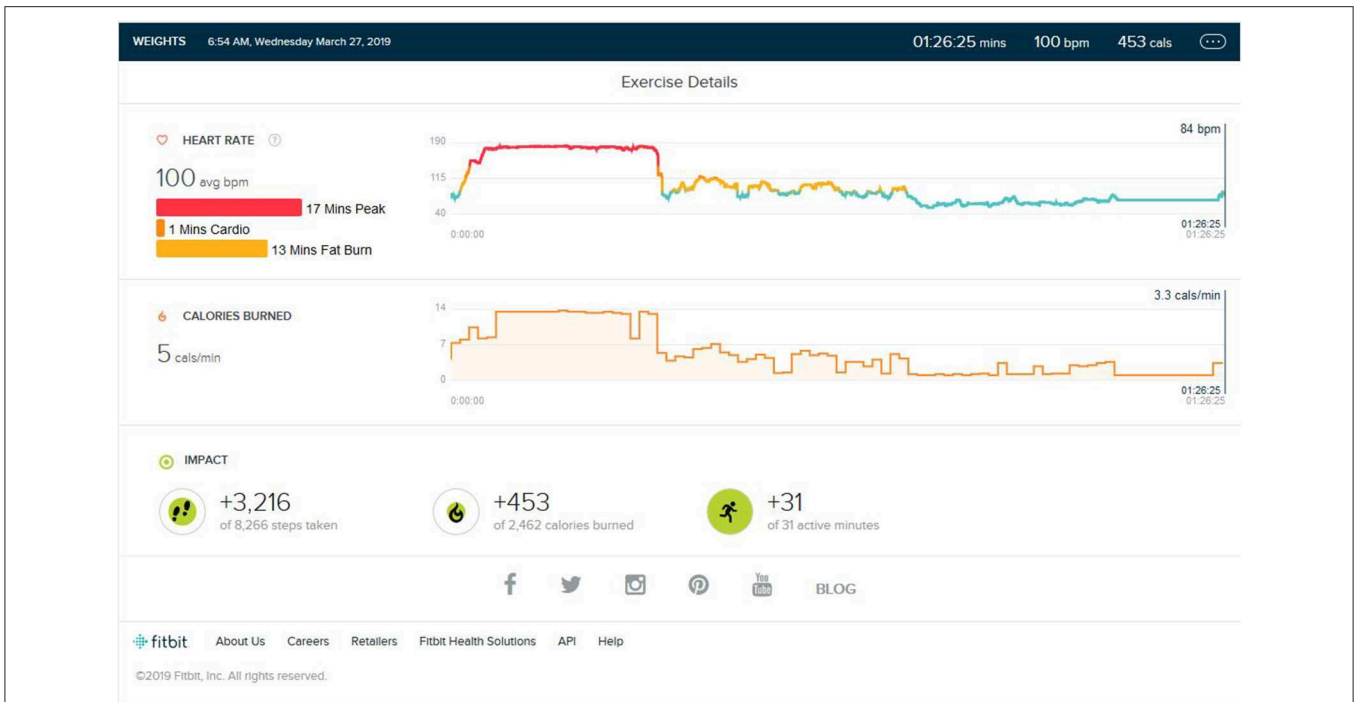 WEIGHTS 6:54 AM, Wednesday March 27, 2019 01:26:25 mins 100 bpm 453 cals
Exercise Details
HEART RATE ?
100 avg bpm
17 Mins Peak
1 Mins Cardio
13 Mins Fat Burn
84 bpm
190
115
40
01:26:25
0:00:00 01:26:25
CALORIES BURNED
5 cals/min
3.3 cals/min
14
7
0
01:26:25
0:00:00 01:26:25
IMPACT
+3,216
of 8,266 steps taken
+453
of 2,462 calories burned
+31
of 31 active minutes
f You Tube BLOG
fitbit About Us Careers Retailers Fitbit Health Solutions API Help
©2019 Fitbit, Inc. All rights reserved.